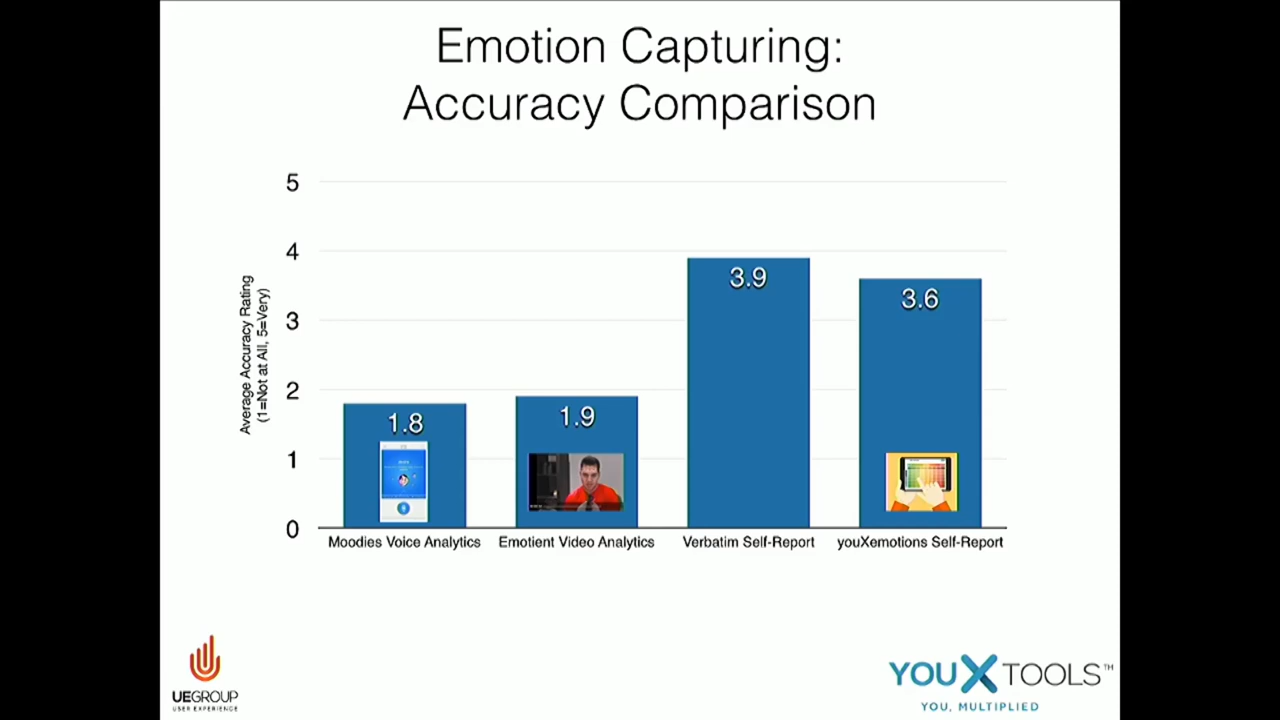 Emotion Capturing:
Accuracy Comparison
Average Accuracy Rating
(1=Not at All, 5=Very)
5
4
3
2
1
0
1.8
1.9
3.9
3.6
Moodies Voice Analytics
Emotient Video Analytics
Verbatim Self-Report
youXemotions Self-Report
UEGROUP
USER EXPERIENCE
YOUXTOOLS™
YOU, MULTIPLIED